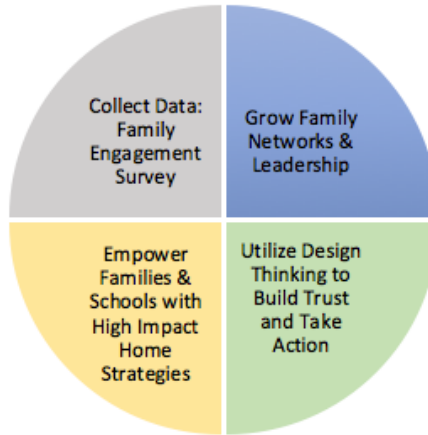 Collect Data:
Family
Engagement
Survey
Grow Family
Networks &
Leadership
Empower
Families &
Schools with
High Impact
Home
Strategies
Utilize Design
Thinking to
Build Trust
and Take
Action